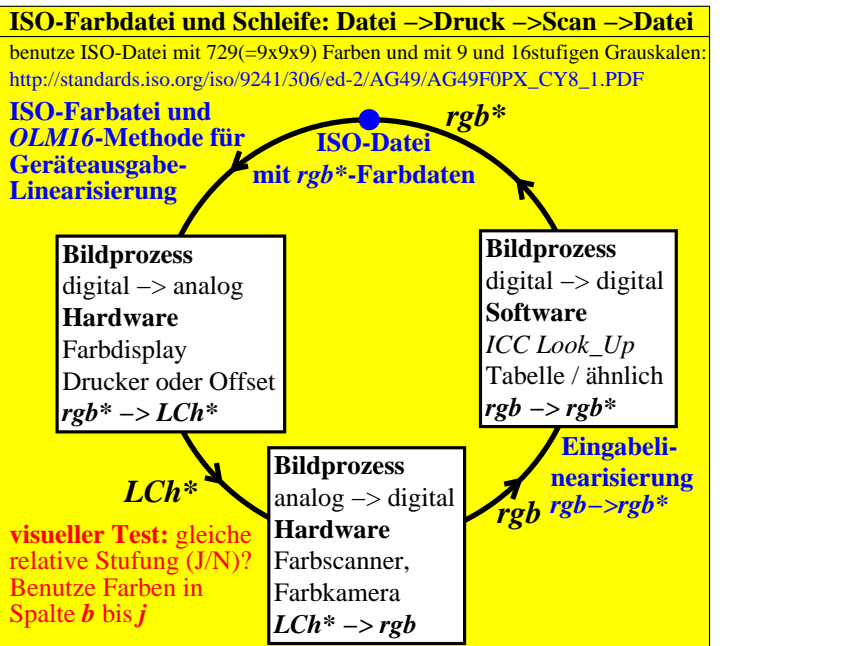 ISO-Farbdatei und Schleife: Datei –>Druck –>Scan –>Datei
benutze ISO-Datei mit 729(=9x9x9) Farben und mit 9 und 16stufigen Grauskalen:
http://standards.iso.org/iso/9241/306/ed-2/AG49/AG49F0PX_CY8_1.PDF
ISO-Farbatei und
OLM16-Methode für
Geräteausgabe-
Linearisierung
rgb*
ISO-Datei
mit rgb*-Farbdaten
Bildprozess
digital –> analog
Hardware
Farbdisplay
Drucker oder Offset
rgb* –> LCh*
Bildprozess
digital –> digital
Software
ICC Look_Up
Tabelle / ähnlich
rgb –> rgb*
LCh*
Bildprozess
analog –> digital
Hardware
Farbscanner,
Farbkamera
LCh* –> rgb
rgb
Eingabeli-
nearisierung
rgb–>rgb*
visueller Test: gleiche
relative Stufung (J/N)?
Benutze Farben in
Spalte b bis j